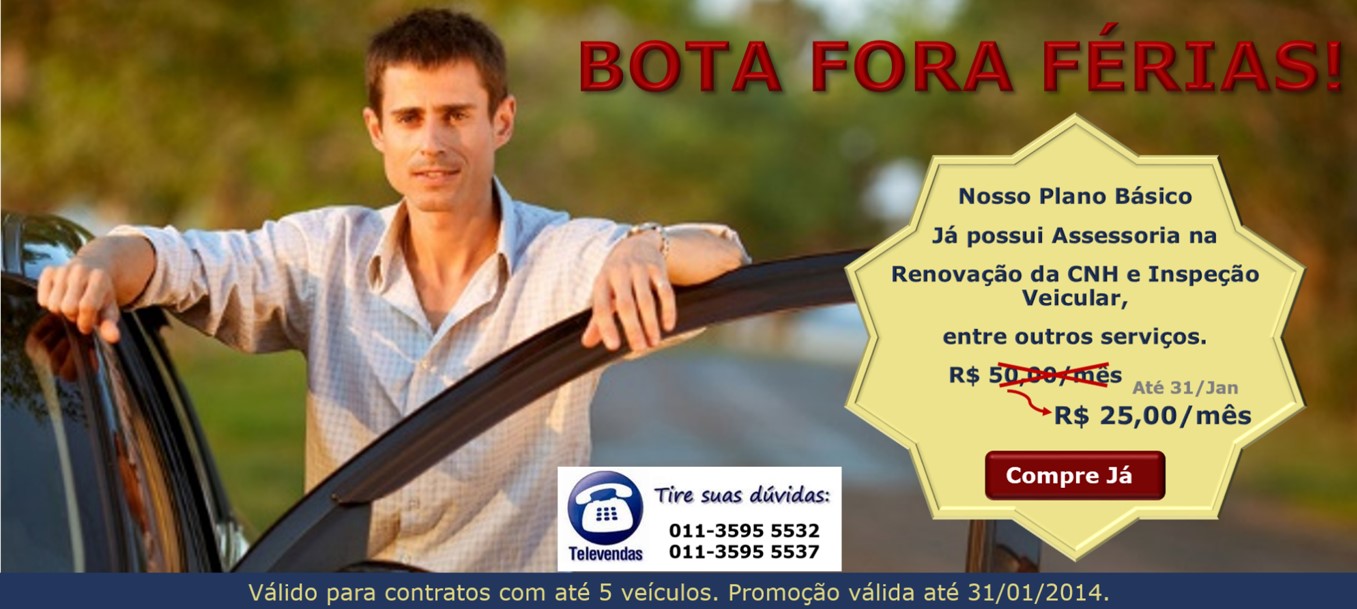 BOTA FORA FÉRIAS!
Nosso Plano Básico
Já possui Assessoria na
Renovação da CNH e Inspeção
Veicular,
entre outros serviços.
R$ 50,00/mês
Até 31/Jan
R$ 25,00/mês
Compre Já
Tire suas dúvidas:
011-3595 5532
011-3595 5537
Televendas
Válido para contratos com até 5 veículos. Promoção válida até 31/01/2014.